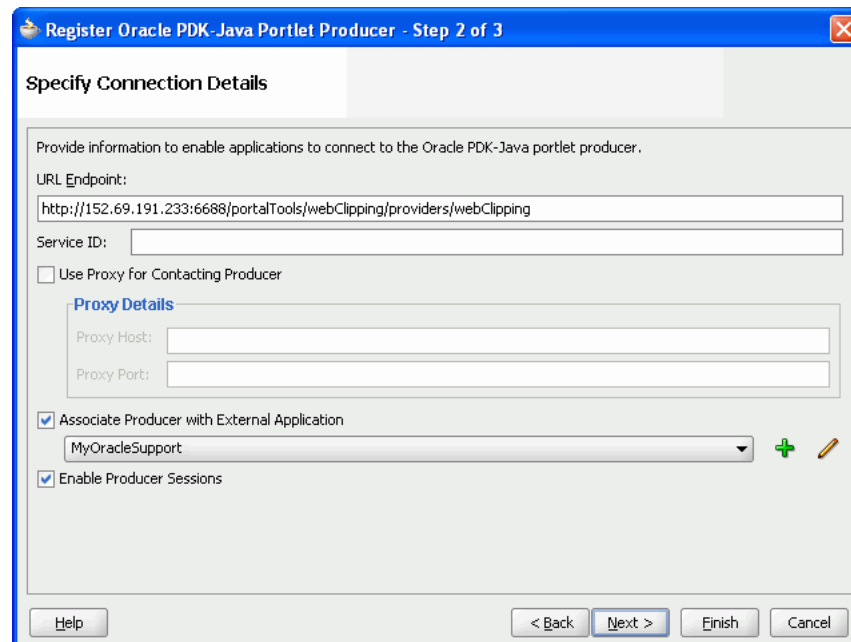 Register Oracle PDK-Java Portlet Producer - Step 2 of 3
Specify Connection Details
Provide information to enable applications to connect to the Oracle PDK-Java portlet producer.
URL Endpoint:
http://152.69.191.233:6688/portalTools/webClipping/providers/webClipping
Service ID:
Use Proxy for Contacting Producer
Proxy Details
Proxy Host:
Proxy Port:
Associate Producer with External Application
MyOracleSupport
Enable Producer Sessions
Help < Back Next > Finish Cancel